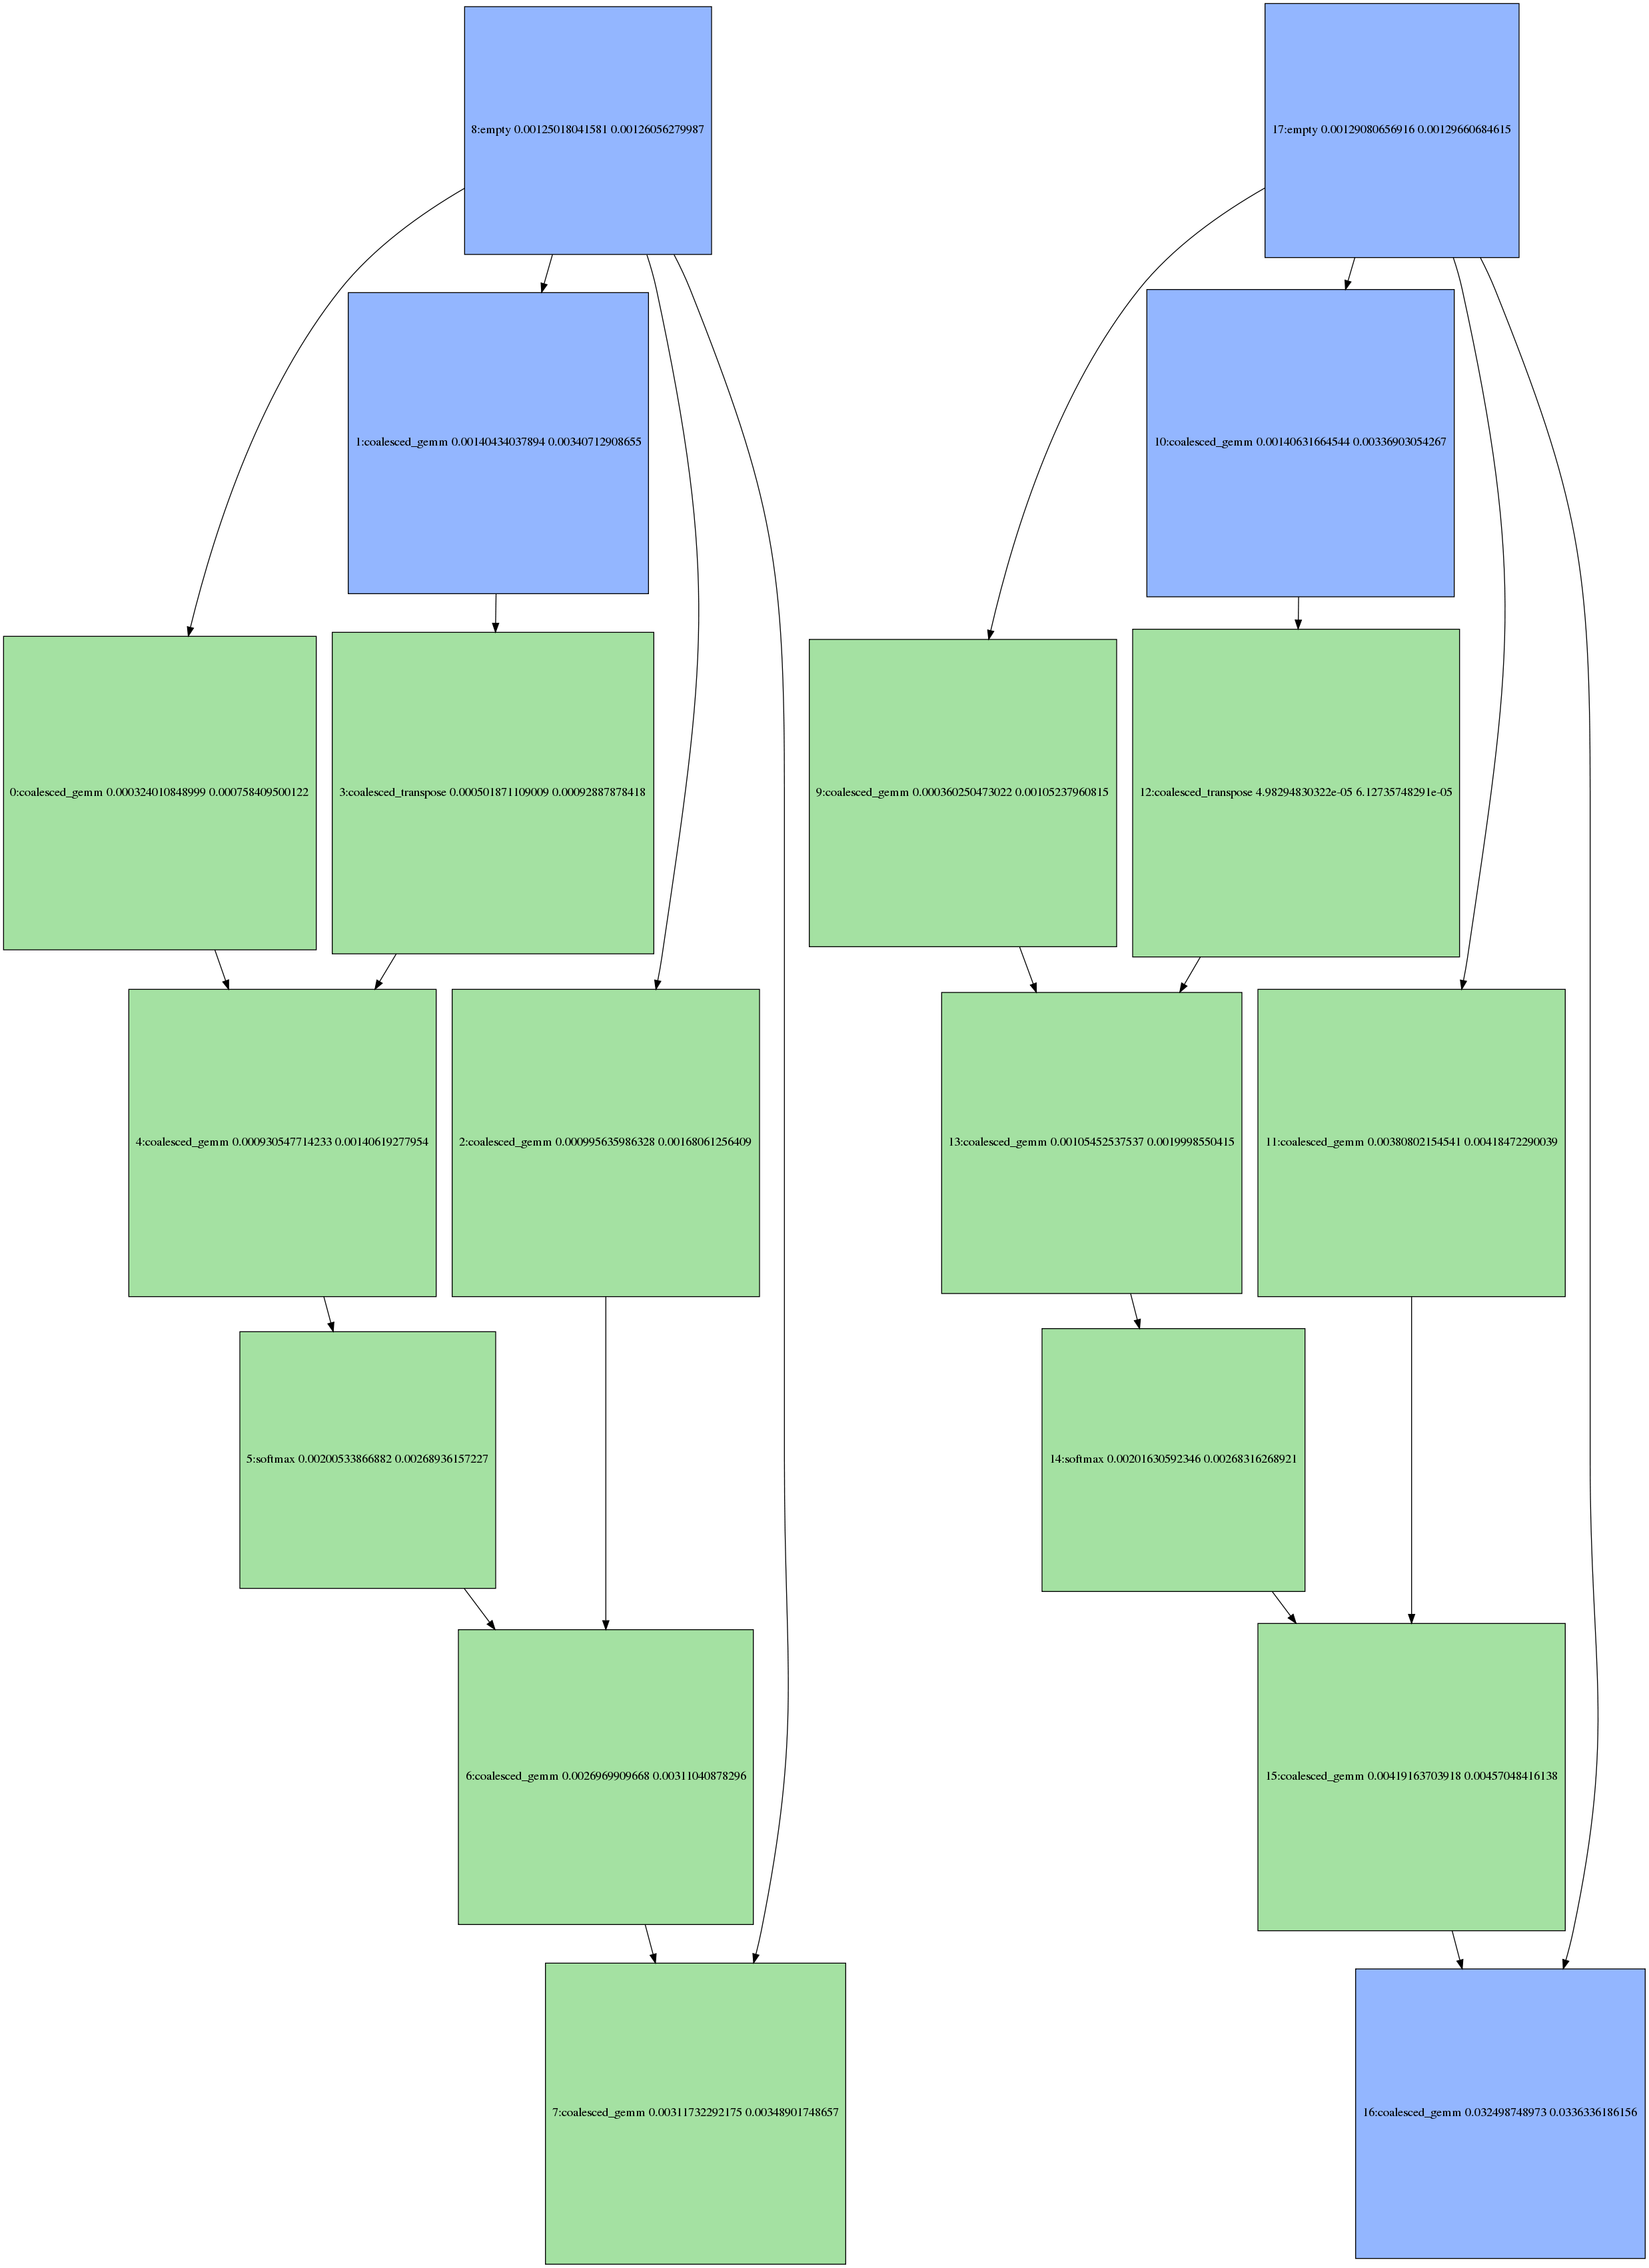 8:empty 0.00125018041581 0.00126056279987
17:empty 0.00129080656916 0.00129660684615
1:coalesced_gemm 0.00140434037894 0.00340712908655
10:coalesced_gemm 0.00140631664544 0.00336903054267
0:coalesced_gemm 0.000324010848999 0.000758409500122
3:coalesced_transpose 0.000501871109009 0.00092887878418
9:coalesced_gemm 0.000360250473022 0.00105237960815
12:coalesced_transpose 4.98294830322e-05 6.12735748291e-05
4:coalesced_gemm 0.000930547714233 0.00140619277954
2:coalesced_gemm 0.000995635986328 0.00168061256409
13:coalesced_gemm 0.00105452537537 0.0019998550415
11:coalesced_gemm 0.00380802154541 0.00418472290039
5:softmax 0.00200533866882 0.00268936157227
14:softmax 0.00201630592346 0.00268316268921
6:coalesced_gemm 0.0026969909668 0.00311040878296
15:coalesced_gemm 0.00419163703918 0.00457048416138
7:coalesced_gemm 0.00311732292175 0.00348901748657
16:coalesced_gemm 0.032498748973 0.0336336186156